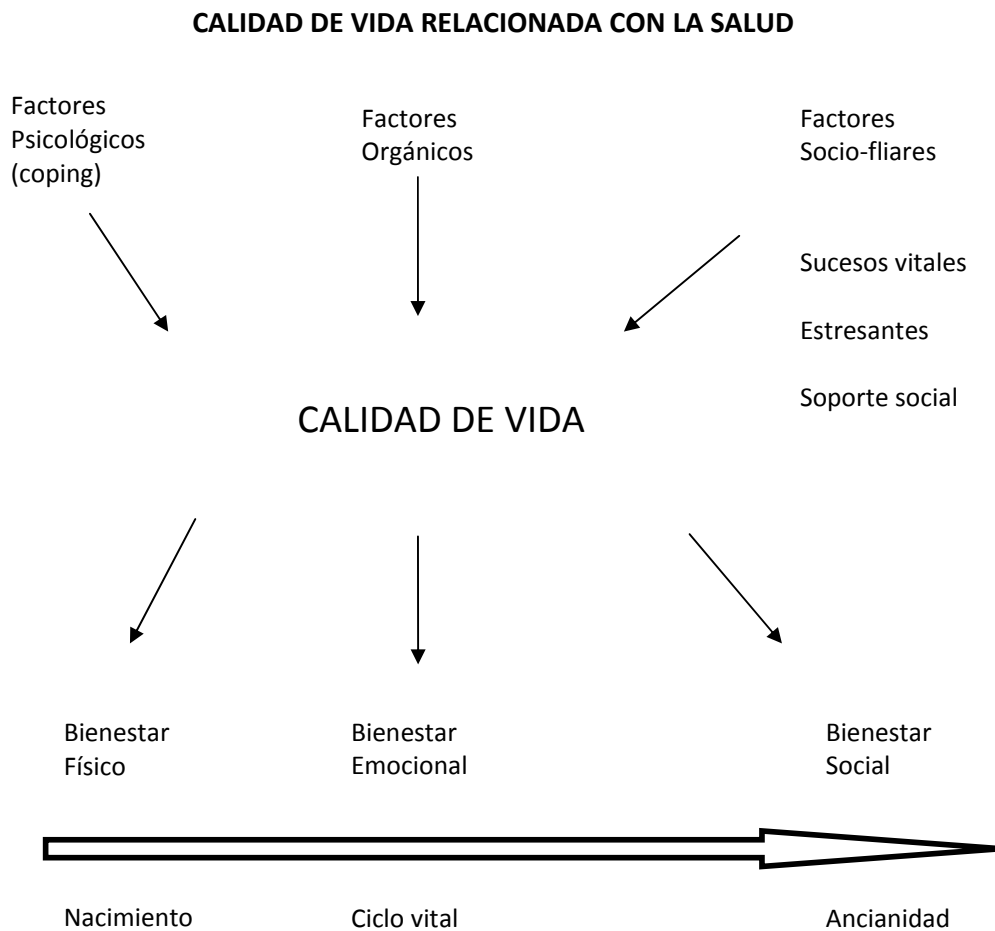 CALIDAD DE VIDA RELACIONADA CON LA SALUD
Factores
Psicológicos
(coping)
Factores
Orgánicos
Factores
Socio-fliares
Sucesos vitales
Estresantes
Soporte social
CALIDAD DE VIDA
Bienestar
Físico
Bienestar
Emocional
Bienestar
Social
Nacimiento
Ciclo vital
Ancianidad